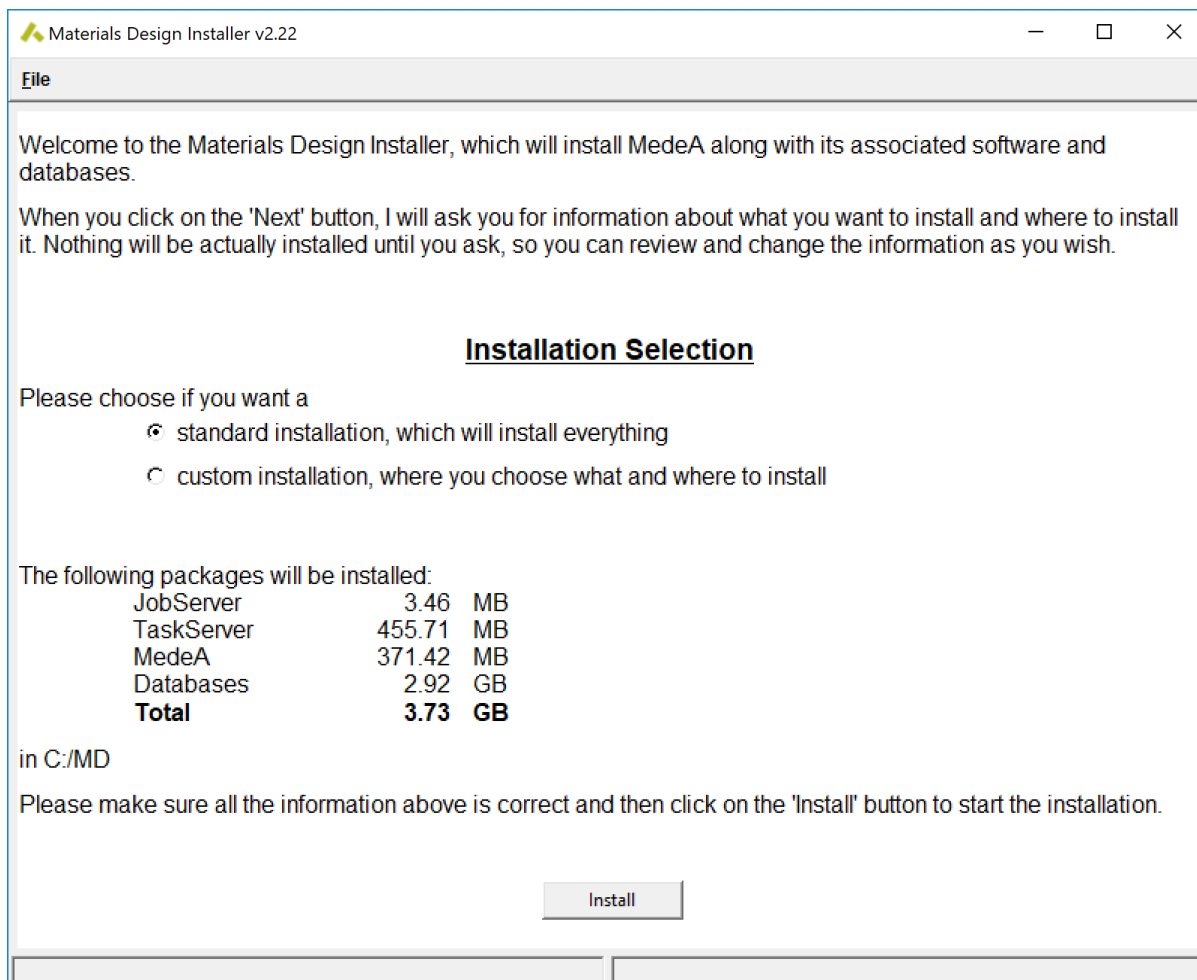 Materials Design Installer v2.22
File
Welcome to the Materials Design Installer, which will install MedeA along with its associated software and
databases.
When you click on the 'Next' button, I will ask you for information about what you want to install and where to install
it. Nothing will be actually installed until you ask, so you can review and change the information as you wish.
Installation Selection
Please choose if you want a
standard installation, which will install everything
custom installation, where you choose what and where to install
The following packages will be installed:
JobServer 3.46 MB
TaskServer 455.71 MB
MedeA 371.42 MB
Databases 2.92 GB
Total 3.73 GB
in C:/MD
Please make sure all the information above is correct and then click on the 'Install' button to start the installation.
Install